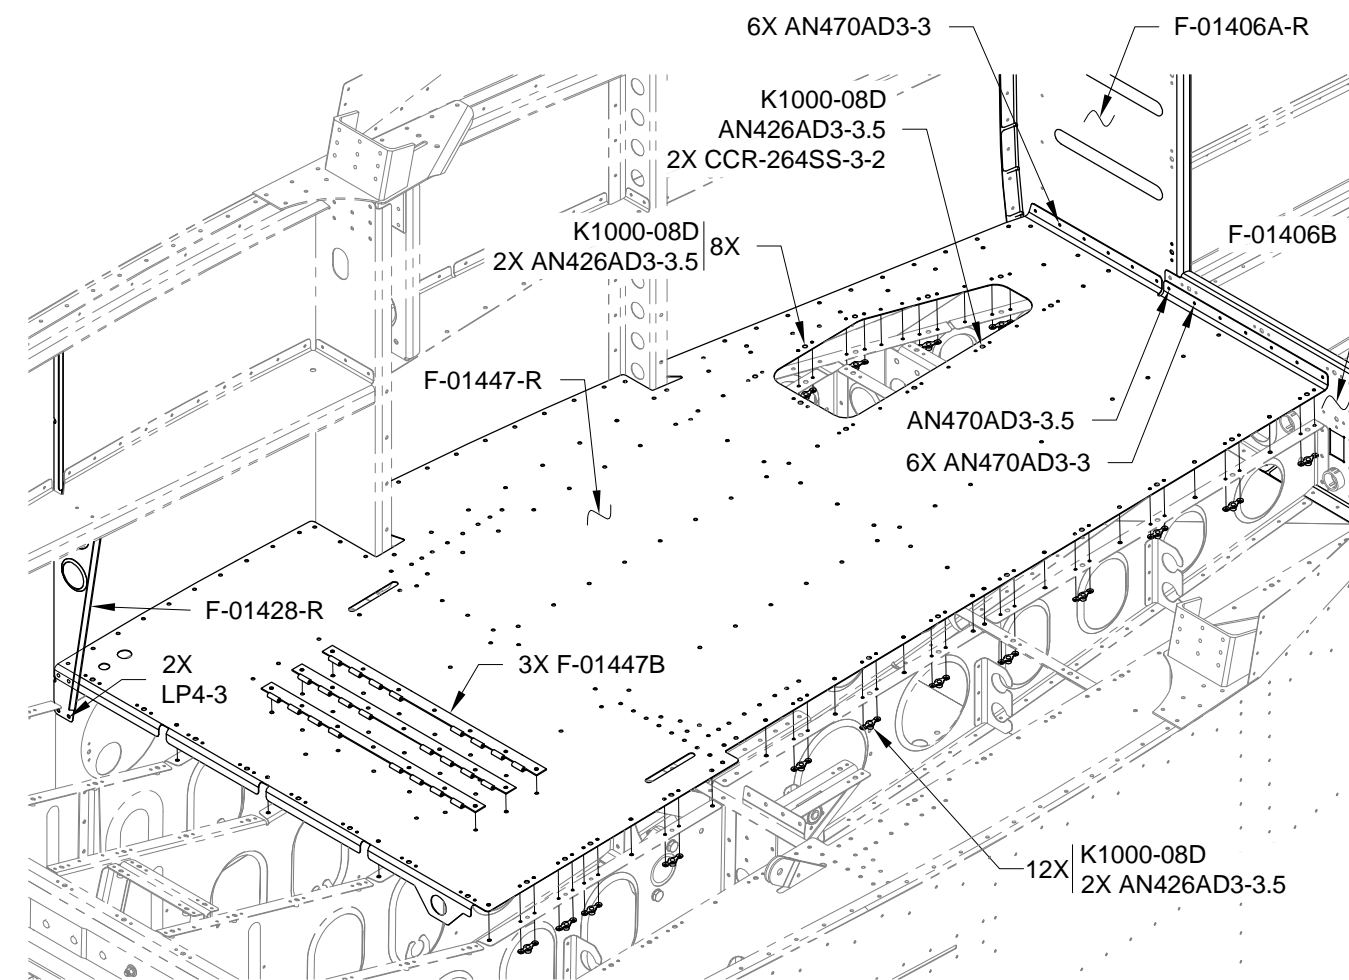 6X AN470AD3-3
F-01406A-R
K1000-08D
AN426AD3-3.5
2X CCR-264SS-3-2
K1000-08D
2X AN426AD3-3.5
8X
F-01406B
F-01447-R
AN470AD3-3.5
6X AN470AD3-3
F-01428-R
2X
LP4-3
3X F-01447B
12X
K1000-08D
2X AN426AD3-3.5